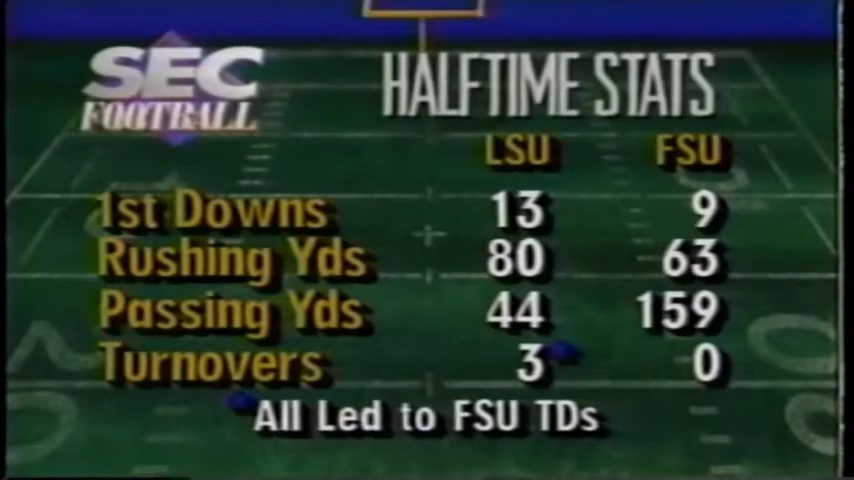 SEC
FOOTBALL
HALFTIME STATS
LSU FSU
1st Downs 13 9
Rushing Yds 80 63
Passing Yds 44 159
Turnovers 3 0
All Led to FSU TDs